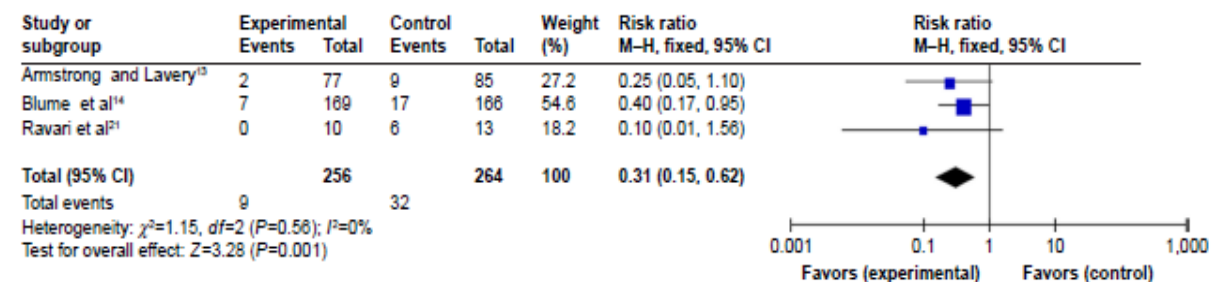 Study or Experimental Control Weight Risk ratio Risk ratio
subgroup Events Total Events Total (%) M–H, fixed, 95% CI M–H, fixed, 95% CI
Armstrong and Lavery¹³ 2 77 9 85 27.2 0.25 (0.05, 1.10)
Blume et al¹⁴ 7 169 17 166 54.6 0.40 (0.17, 0.95)
Ravari et al²¹ 0 10 6 13 18.2 0.10 (0.01, 1.56)
Total (95% CI) 256 264 100 0.31 (0.15, 0.62)
Total events 9 32
Heterogeneity: χ²=1.15, df=2 (P=0.56); I²=0%
Test for overall effect: Z=3.28 (P=0.001)
0.001 0.1 1 10 1,000
Favors (experimental) Favors (control)